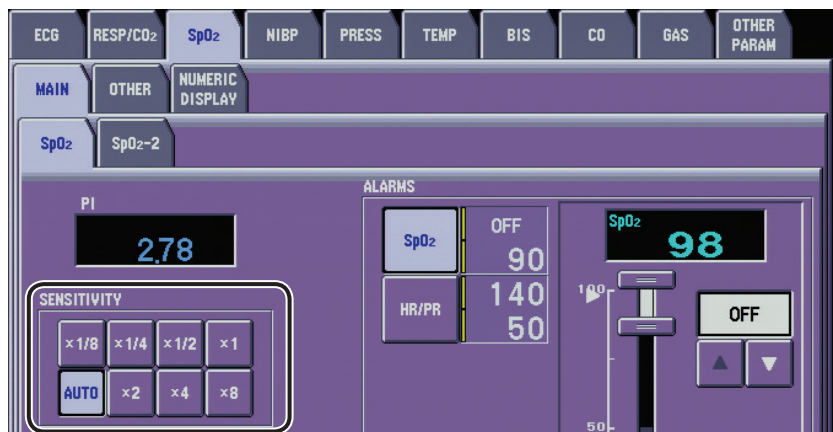 ECG RESP/CO2 SpO2 NIBP PRESS TEMP BIS CO GAS OTHER PARAM
MAIN OTHER NUMERIC DISPLAY
SpO2 SpO2-2
PI
2.78
SENSITIVITY
×1/8 ×1/4 ×1/2 ×1
AUTO ×2 ×4 ×8
ALARMS
SpO2 OFF
90
HR/PR 140
50
SpO2
98
100
OFF
50